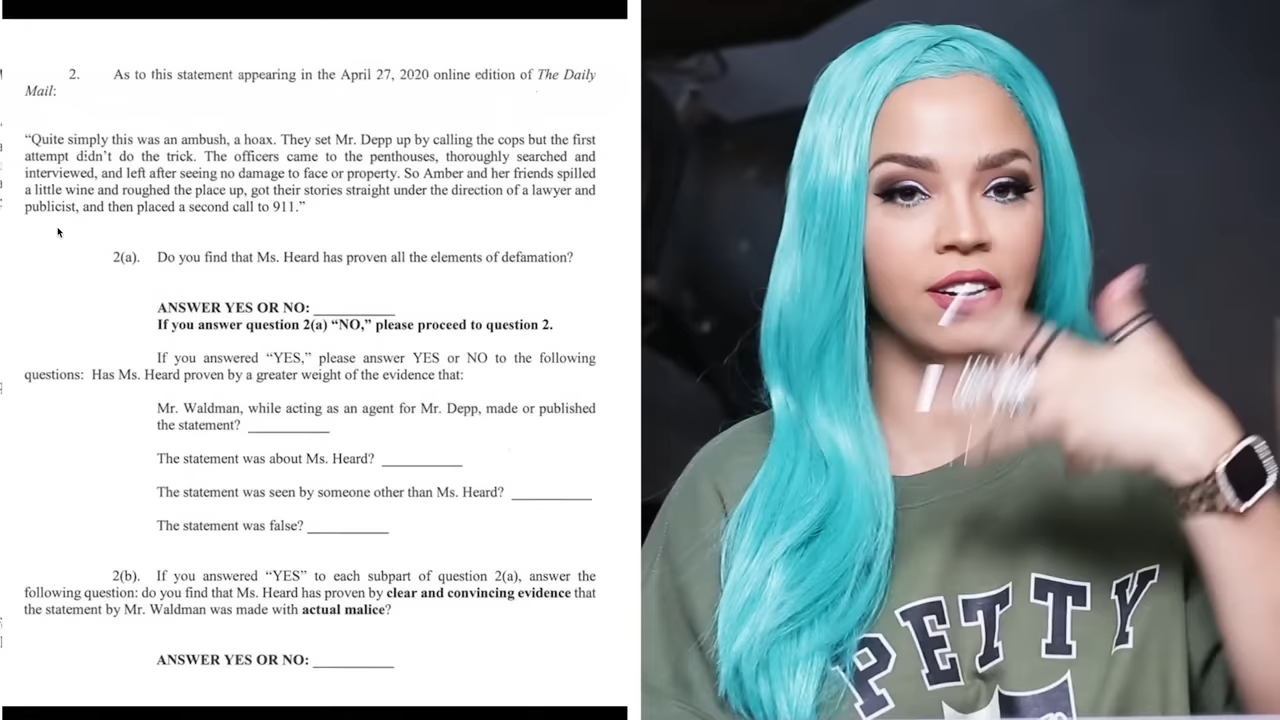 2. As to this statement appearing in the April 27, 2020 online edition of The Daily
Mail:
“Quite simply this was an ambush, a hoax. They set Mr. Depp up by calling the cops but the first
attempt didn’t do the trick. The officers came to the penthouses, thoroughly searched and
interviewed, and left after seeing no damage to face or property. So Amber and her friends spilled
a little wine and roughed the place up, got their stories straight under the direction of a lawyer and
publicist, and then placed a second call to 911.”
2(a). Do you find that Ms. Heard has proven all the elements of defamation?
ANSWER YES OR NO: ____________
If you answer question 2(a) “NO,” please proceed to question 2.
If you answered “YES,” please answer YES or NO to the following
questions: Has Ms. Heard proven by a greater weight of the evidence that:
Mr. Waldman, while acting as an agent for Mr. Depp, made or published
the statement? ____________
The statement was about Ms. Heard? ____________
The statement was seen by someone other than Ms. Heard? ____________
The statement was false? ____________
2(b). If you answered “YES” to each subpart of question 2(a), answer the
following question: do you find that Ms. Heard has proven by clear and convincing evidence that
the statement by Mr. Waldman was made with actual malice?
ANSWER YES OR NO: ____________
PETTY